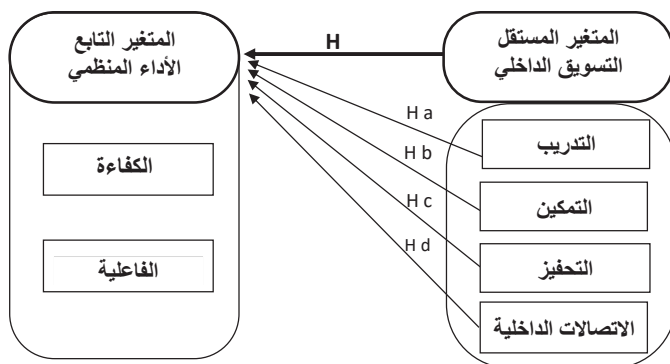 المتغير المستقل
التسويق الداخلي
H
المتغير التابع
الأداء المنظمي
H a
H b
H c
H d
التدريب
التمكين
التحفيز
الاتصالات الداخلية
الكفاءة
الفاعلية